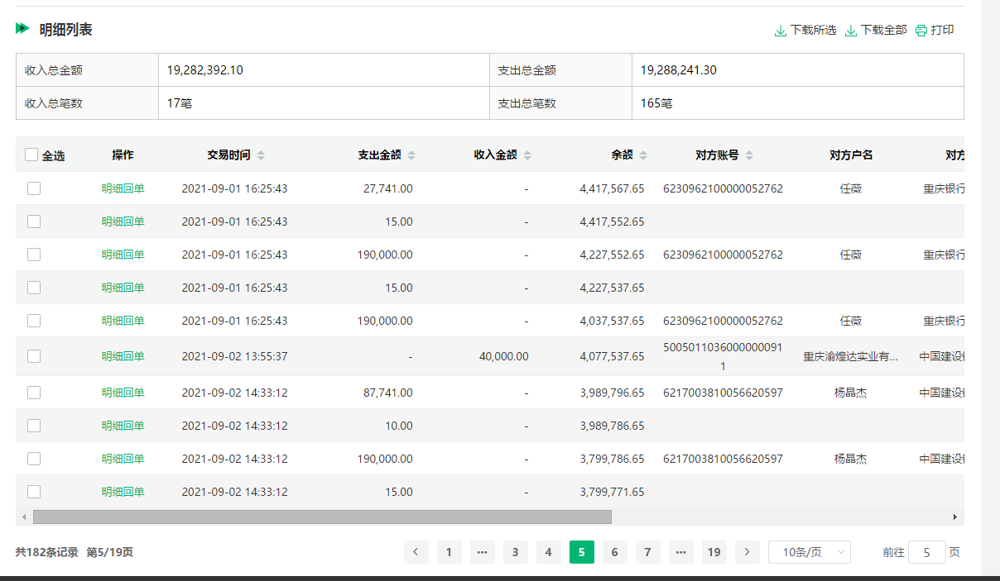 明细列表 下载所选 下载全部 打印
收入总金额 19,282,392.10 支出总金额 19,288,241.30
收入总笔数 17笔 支出总笔数 165笔
全选 操作 交易时间 支出金额 收入金额 余额 对方账号 对方户名 对方
明细回单 2021-09-01 16:25:43 27,741.00 - 4,417,567.65 6230962100000052762 任薇 重庆银行
明细回单 2021-09-01 16:25:43 15.00 - 4,417,552.65
明细回单 2021-09-01 16:25:43 190,000.00 - 4,227,552.65 6230962100000052762 任薇 重庆银行
明细回单 2021-09-01 16:25:43 15.00 - 4,227,537.65
明细回单 2021-09-01 16:25:43 190,000.00 - 4,037,537.65 6230962100000052762 任薇 重庆银行
明细回单 2021-09-02 13:55:37 - 40,000.00 4,077,537.65 50050110360000000911 重庆渝煌达实业有... 中国建设
明细回单 2021-09-02 14:33:12 87,741.00 - 3,989,796.65 6217003810056620597 杨晶杰 中国建设
明细回单 2021-09-02 14:33:12 10.00 - 3,989,786.65
明细回单 2021-09-02 14:33:12 190,000.00 - 3,799,786.65 6217003810056620597 杨晶杰 中国建设
明细回单 2021-09-02 14:33:12 15.00 - 3,799,771.65
共182条记录 第5/19页 1 ... 3 4 5 6 7 ... 19 10条/页 前往 5 页